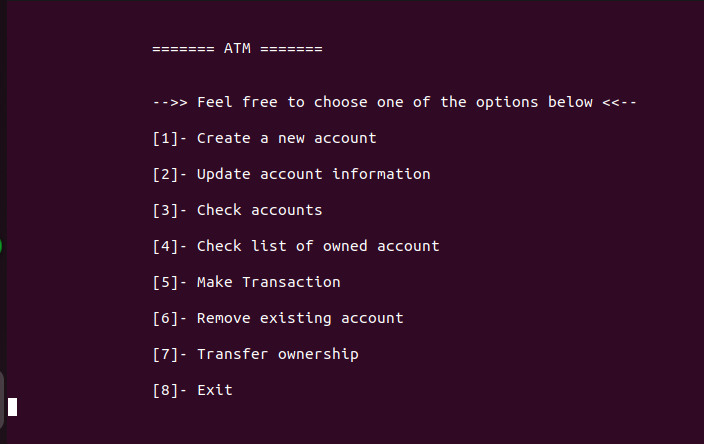 ======= ATM =======
-->> Feel free to choose one of the options below <<--
[1]- Create a new account
[2]- Update account information
[3]- Check accounts
[4]- Check list of owned account
[5]- Make Transaction
[6]- Remove existing account
[7]- Transfer ownership
[8]- Exit